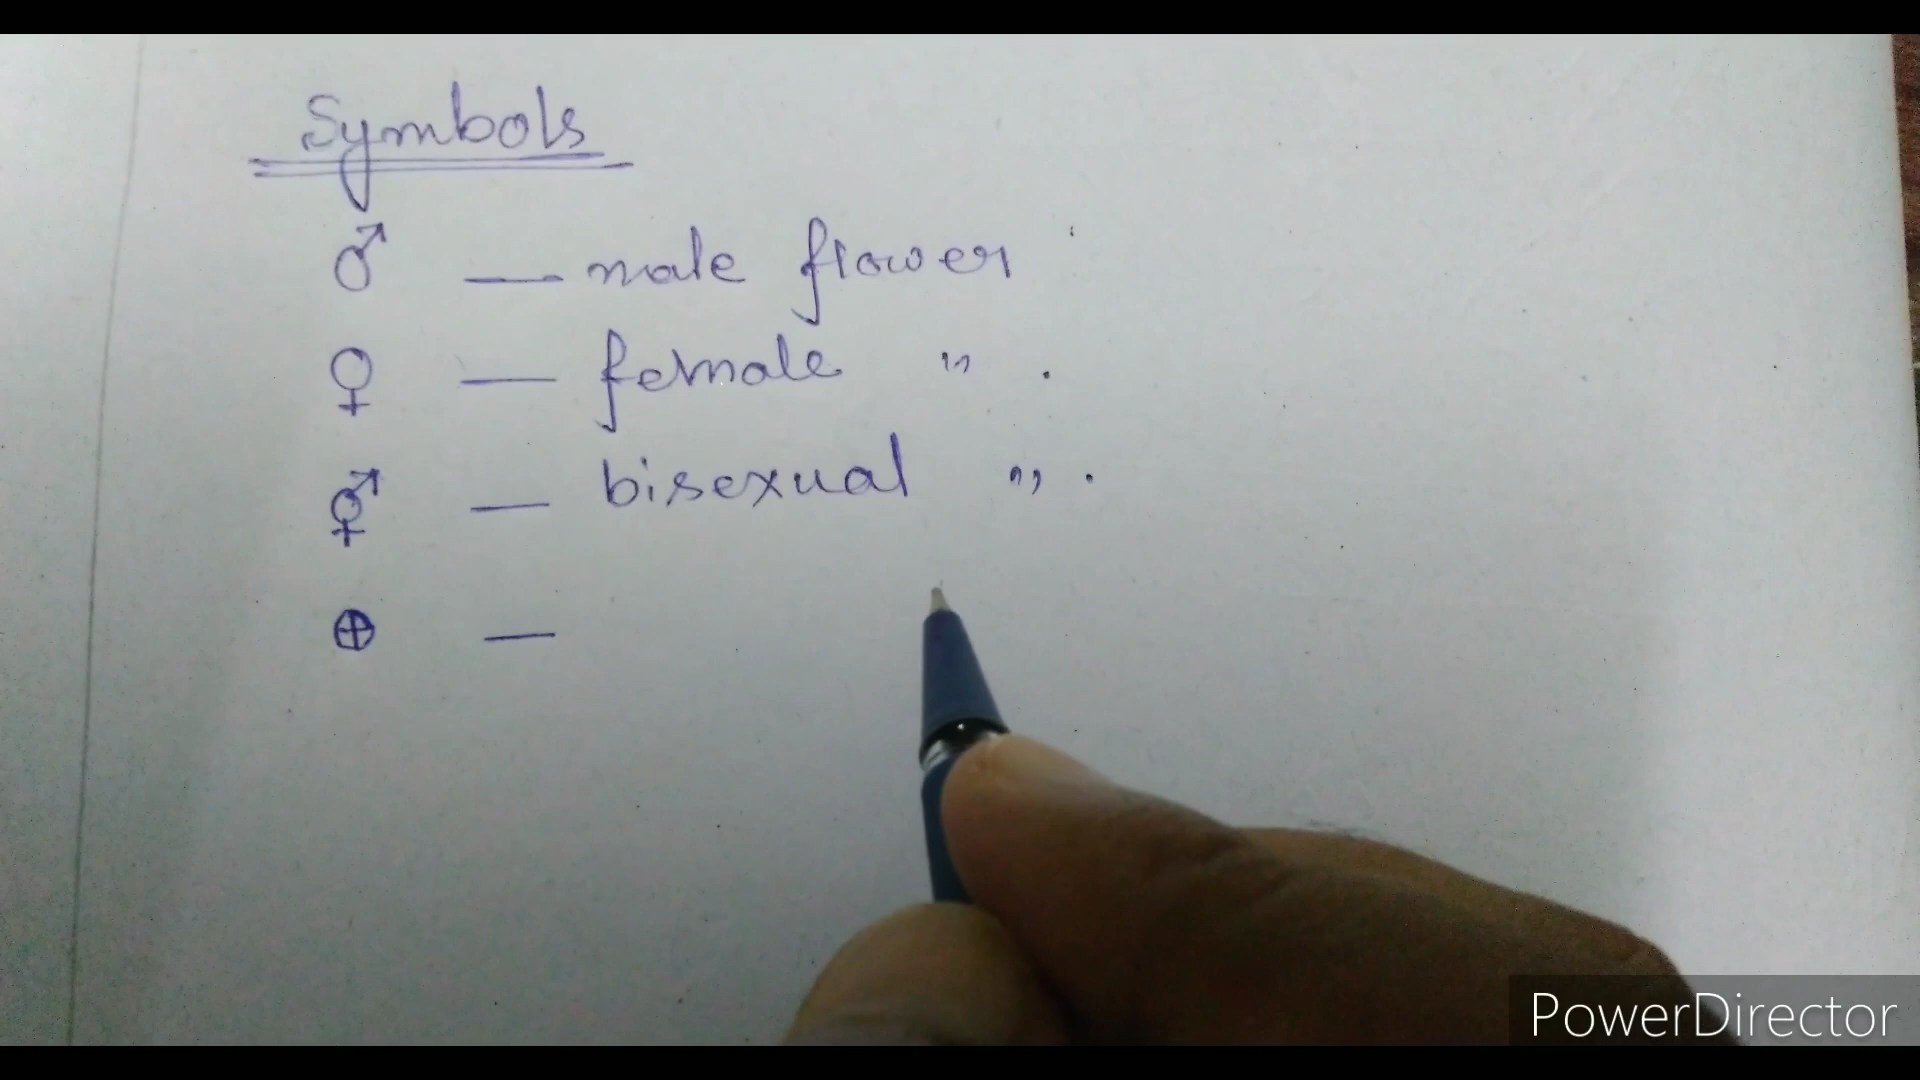 Symbols
♂ — male flower
♀ — female " .
⚥ — bisexual " .
⊕ —
PowerDirector